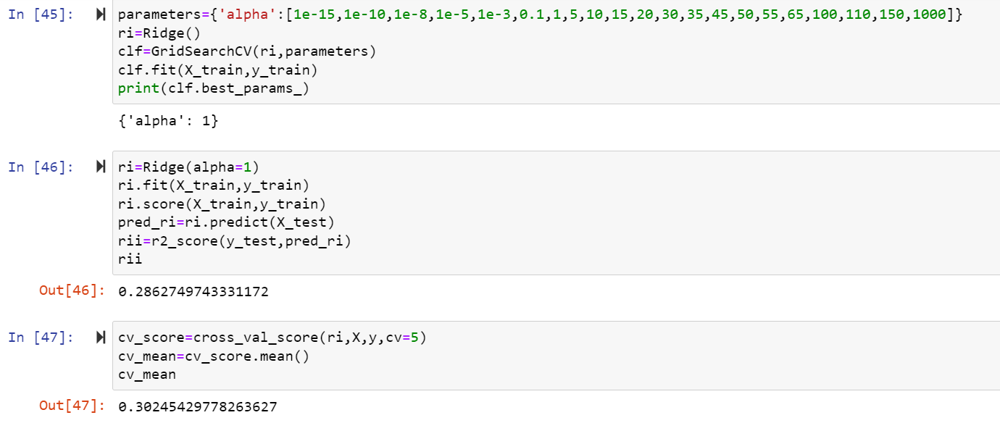 In [45]: parameters={'alpha':[1e-15,1e-10,1e-8,1e-5,1e-3,0.1,1,5,10,15,20,30,35,45,50,55,65,100,110,150,1000]}
ri=Ridge()
clf=GridSearchCV(ri,parameters)
clf.fit(X_train,y_train)
print(clf.best_params_)
{'alpha': 1}
In [46]: ri=Ridge(alpha=1)
ri.fit(X_train,y_train)
ri.score(X_train,y_train)
pred_ri=ri.predict(X_test)
rii=r2_score(y_test,pred_ri)
rii
Out[46]: 0.2862749743331172
In [47]: cv_score=cross_val_score(ri,X,y,cv=5)
cv_mean=cv_score.mean()
cv_mean
Out[47]: 0.30245429778263627